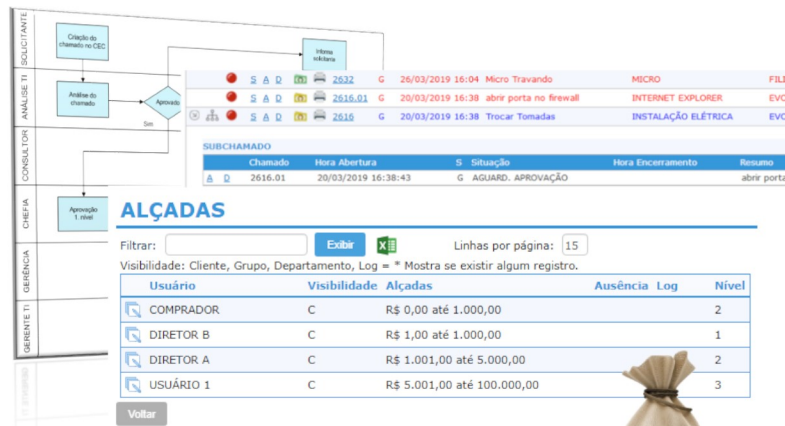 SOLICITANTE
Criação do
chamado no CEC
Informa
solicitante
ANÁLISE TI
Análise do
chamado
Aprovado
Sim
CONSULTOR
CHEFIA
Aprovação
1. nível
GERÊNCIA
GERENTE TI
S A D 2632 G 26/03/2019 16:04 Micro Travando MICRO FILI
S A D 2616.01 G 20/03/2019 16:38 abrir porta no firewall INTERNET EXPLORER EVO
S A D 2616 G 20/03/2019 16:38 Trocar Tomadas INSTALAÇÃO ELÉTRICA EVO
SUBCHAMADO
Chamado Hora Abertura S Situação Hora Encerramento Resumo
A D 2616.01 20/03/2019 16:38:43 G AGUARD. APROVAÇÃO abrir porta
ALÇADAS
Filtrar: Exibir Linhas por página: 15
Visibilidade: Cliente, Grupo, Departamento, Log = * Mostra se existir algum registro.
Usuário Visibilidade Alçadas Ausência Log Nível
COMPRADOR C R$ 0,00 até 1.000,00 2
DIRETOR B C R$ 1,00 até 1.000,00 1
DIRETOR A C R$ 1.001,00 até 5.000,00 2
USUÁRIO 1 C R$ 5.001,00 até 100.000,00 3
Voltar